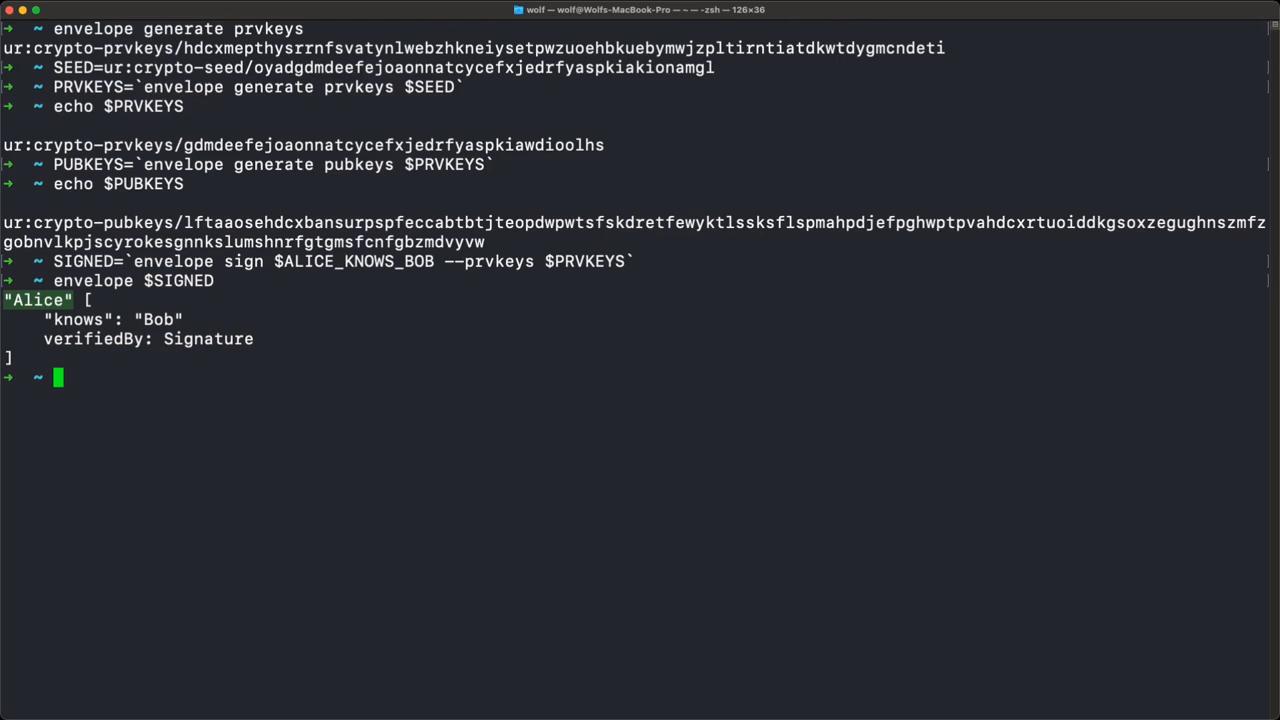 wolf — wolf@Wolfs-MacBook-Pro — ~ — -zsh — 126×36
→ ~ envelope generate prvkeys
ur:crypto-prvkeys/hdcxmepthysrrnfsvatynlwebzhkneiysetpwzuoehbkuebymwjzpltirntiatdkwtdygmcndeti
→ ~ SEED=ur:crypto-seed/oyadgdmdeefejoaonnatcycefxjedrfyaspkiakionamgl
→ ~ PRVKEYS=`envelope generate prvkeys $SEED`
→ ~ echo $PRVKEYS
ur:crypto-prvkeys/gdmdeefejoaonnatcycefxjedrfyaspkiawdioolhs
→ ~ PUBKEYS=`envelope generate pubkeys $PRVKEYS`
→ ~ echo $PUBKEYS
ur:crypto-pubkeys/lftaaosehdcxbansurpspfeccabtbtjteopdwpwtsfskdretfewyktlssksflspmahpdjefpghwptpvahdcxrtuoiddkgsoxzegughnszmfz
gobnvlkpjscyrokesgnnkslumshnrfgtgmsfcnfgbzmdvyvw
→ ~ SIGNED=`envelope sign $ALICE_KNOWS_BOB --prvkeys $PRVKEYS`
→ ~ envelope $SIGNED
"Alice" [
    "knows": "Bob"
    verifiedBy: Signature
]
→ ~